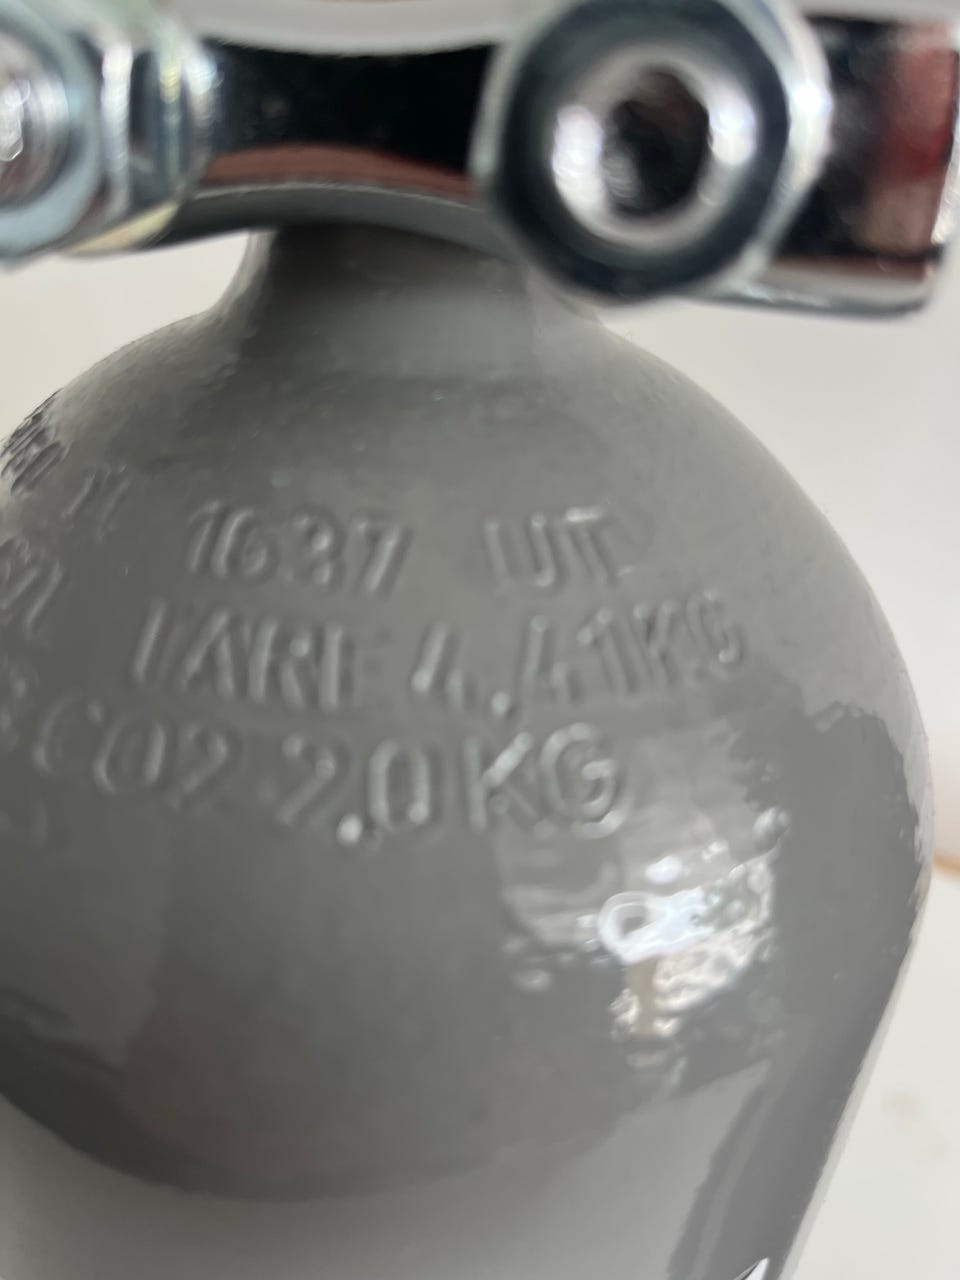 1637 UT
TARE 4,41KG
CO2 2,0KG